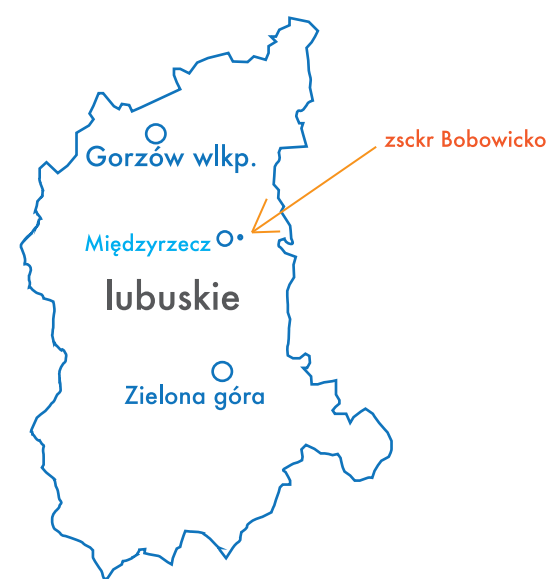 zsckr Bobowicko
Gorzów wlkp.
Międzyrzecz
lubuskie
Zielona góra